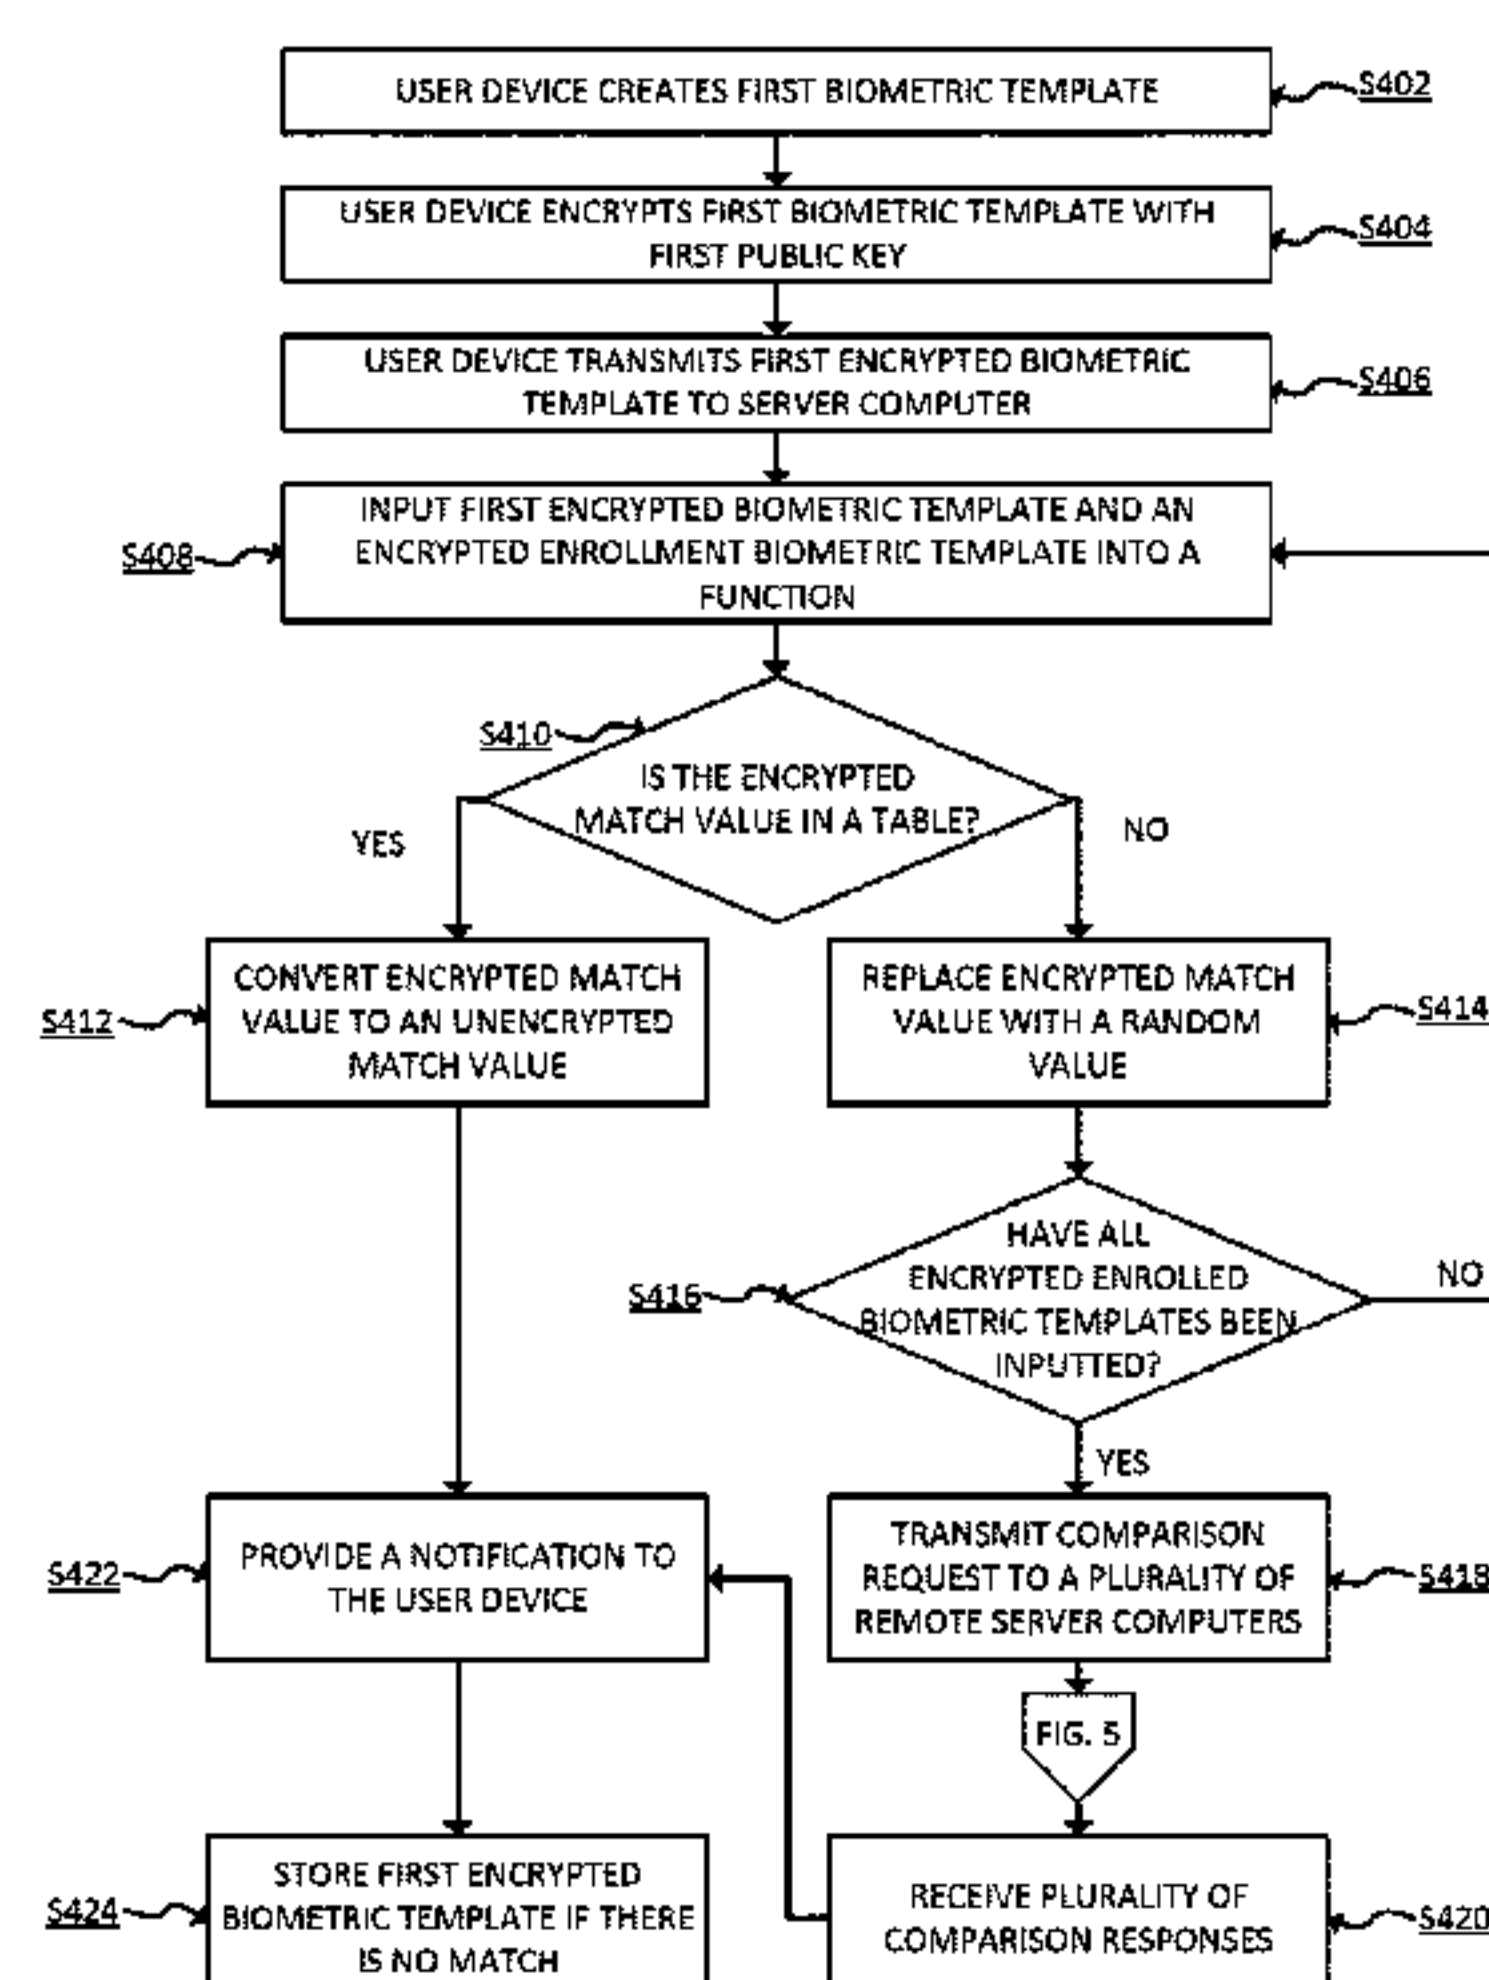 USER DEVICE CREATES FIRST BIOMETRIC TEMPLATE
S402
USER DEVICE ENCRYPTS FIRST BIOMETRIC TEMPLATE WITH
FIRST PUBLIC KEY
S404
USER DEVICE TRANSMITS FIRST ENCRYPTED BIOMETRIC
TEMPLATE TO SERVER COMPUTER
S406
S408
INPUT FIRST ENCRYPTED BIOMETRIC TEMPLATE AND AN
ENCRYPTED ENROLLMENT BIOMETRIC TEMPLATE INTO A
FUNCTION
S410
IS THE ENCRYPTED
MATCH VALUE IN A TABLE?
YES
NO
S412
CONVERT ENCRYPTED MATCH
VALUE TO AN UNENCRYPTED
MATCH VALUE
REPLACE ENCRYPTED MATCH
VALUE WITH A RANDOM
VALUE
S414
S416
HAVE ALL
ENCRYPTED ENROLLED
BIOMETRIC TEMPLATES BEEN
INPUTTED?
NO
YES
S422
PROVIDE A NOTIFICATION TO
THE USER DEVICE
TRANSMIT COMPARISON
REQUEST TO A PLURALITY OF
REMOTE SERVER COMPUTERS
S418
FIG. 5
S424
STORE FIRST ENCRYPTED
BIOMETRIC TEMPLATE IF THERE
IS NO MATCH
RECEIVE PLURALITY OF
COMPARISON RESPONSES
S420